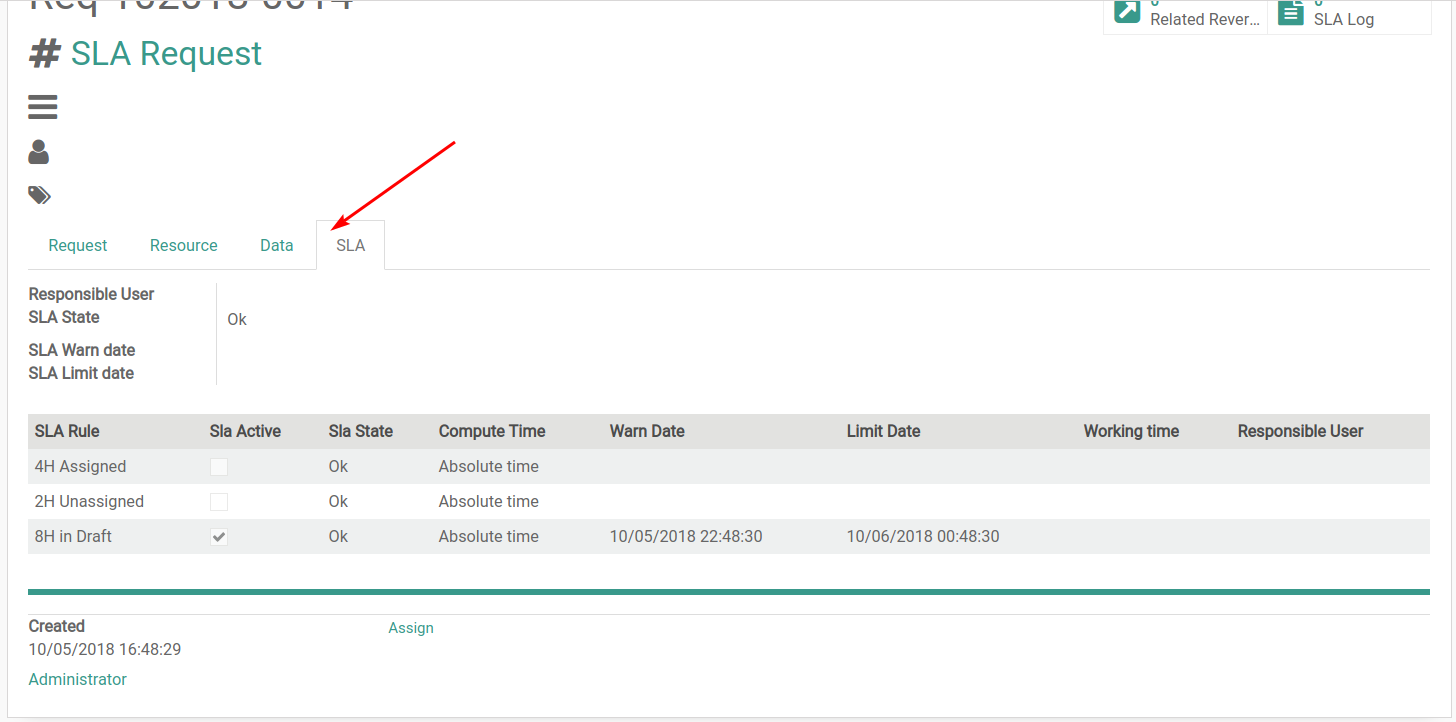 # SLA Request
Related Rever...
SLA Log
Request Resource Data SLA
Responsible User
SLA State Ok
SLA Warn date
SLA Limit date
SLA Rule Sla Active Sla State Compute Time Warn Date Limit Date Working time Responsible User
4H Assigned Ok Absolute time
2H Unassigned Ok Absolute time
8H in Draft Ok Absolute time 10/05/2018 22:48:30 10/06/2018 00:48:30
Created Assign
10/05/2018 16:48:29
Administrator